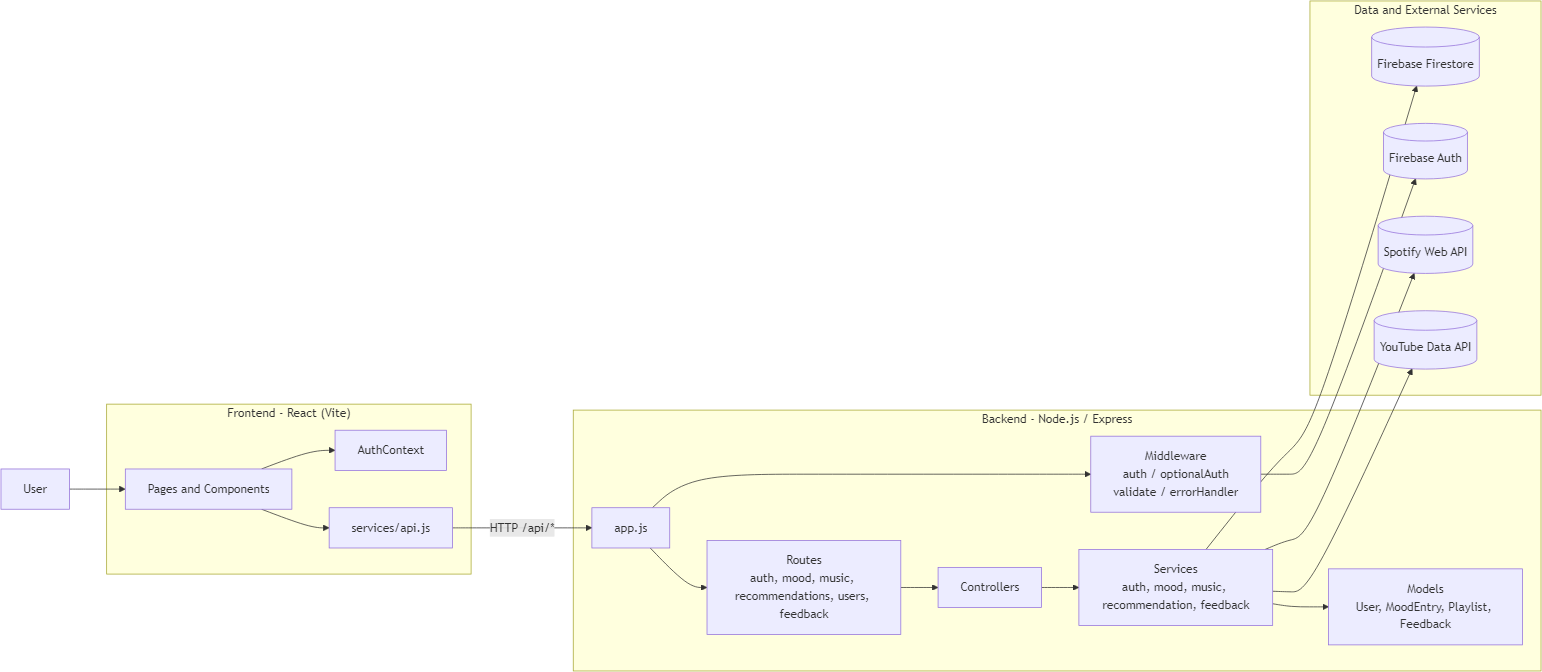 Data and External Services
Firebase Firestore
Firebase Auth
Spotify Web API
YouTube Data API
Frontend - React (Vite)
AuthContext
User
Pages and Components
services/api.js
HTTP /api/*
Backend - Node.js / Express
Middleware
auth / optionalAuth
validate / errorHandler
app.js
Routes
auth, mood, music,
recommendations, users,
feedback
Controllers
Services
auth, mood, music,
recommendation, feedback
Models
User, MoodEntry, Playlist,
Feedback